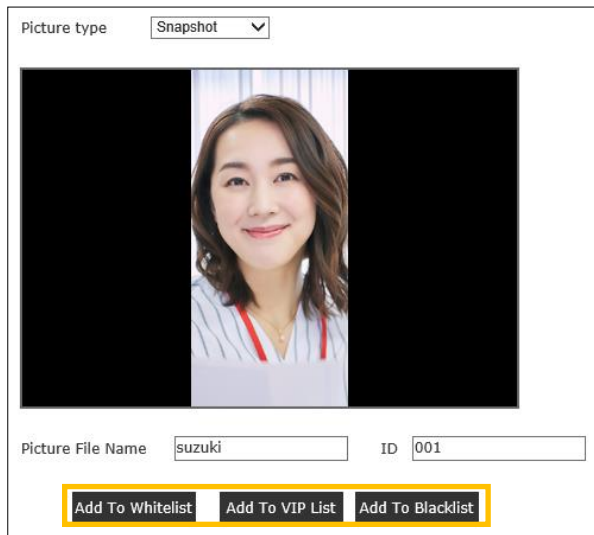 Picture type Snapshot
Picture File Name suzuki ID 001
Add To Whitelist Add To VIP List Add To Blacklist